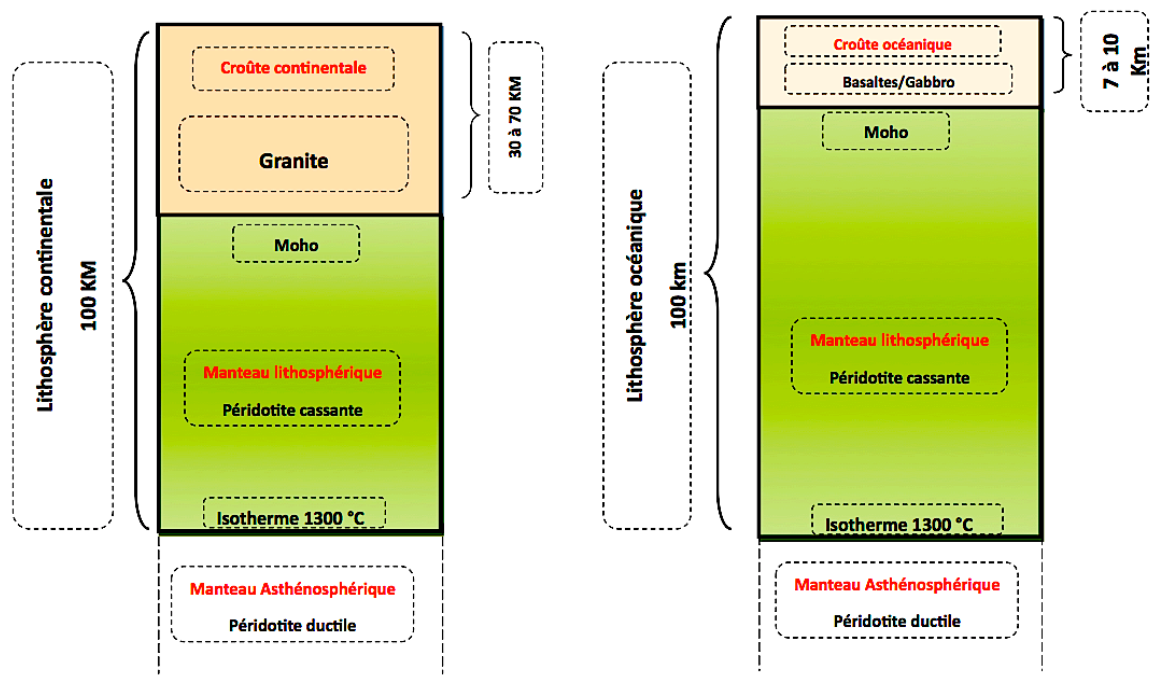 Lithosphère continentale
100 KM
Croûte continentale
Granite
30 à 70 KM
Moho
Manteau lithosphérique
Péridotite cassante
Isotherme 1300 °C
Manteau Asthénosphérique
Péridotite ductile
Lithosphère océanique
100 km
Croûte océanique
Basaltes/Gabbro
7 à 10
Km
Moho
Manteau lithosphérique
Péridotite cassante
Isotherme 1300 °C
Manteau Asthénosphérique
Péridotite ductile